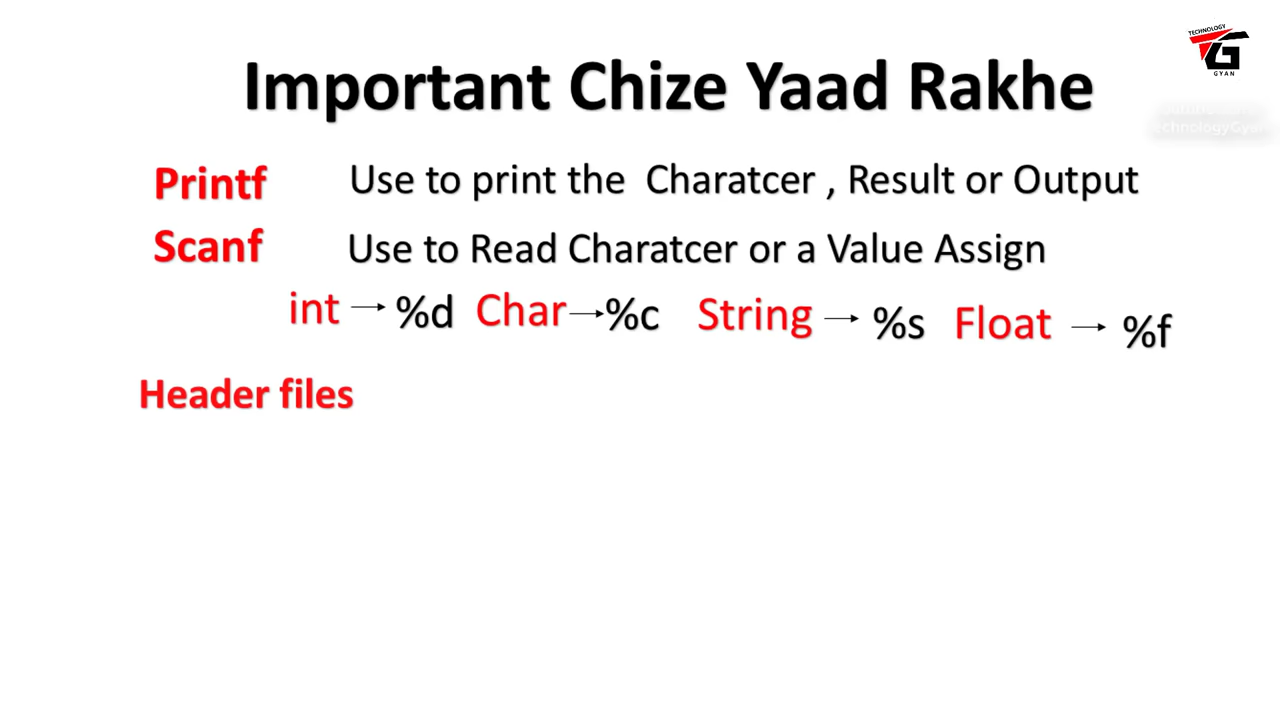 TECHNOLOGY
GYAN
Important Chize Yaad Rakhe
Printf Use to print the Charatcer , Result or Output
Scanf Use to Read Charatcer or a Value Assign
int → %d Char → %c String → %s Float → %f
Header files